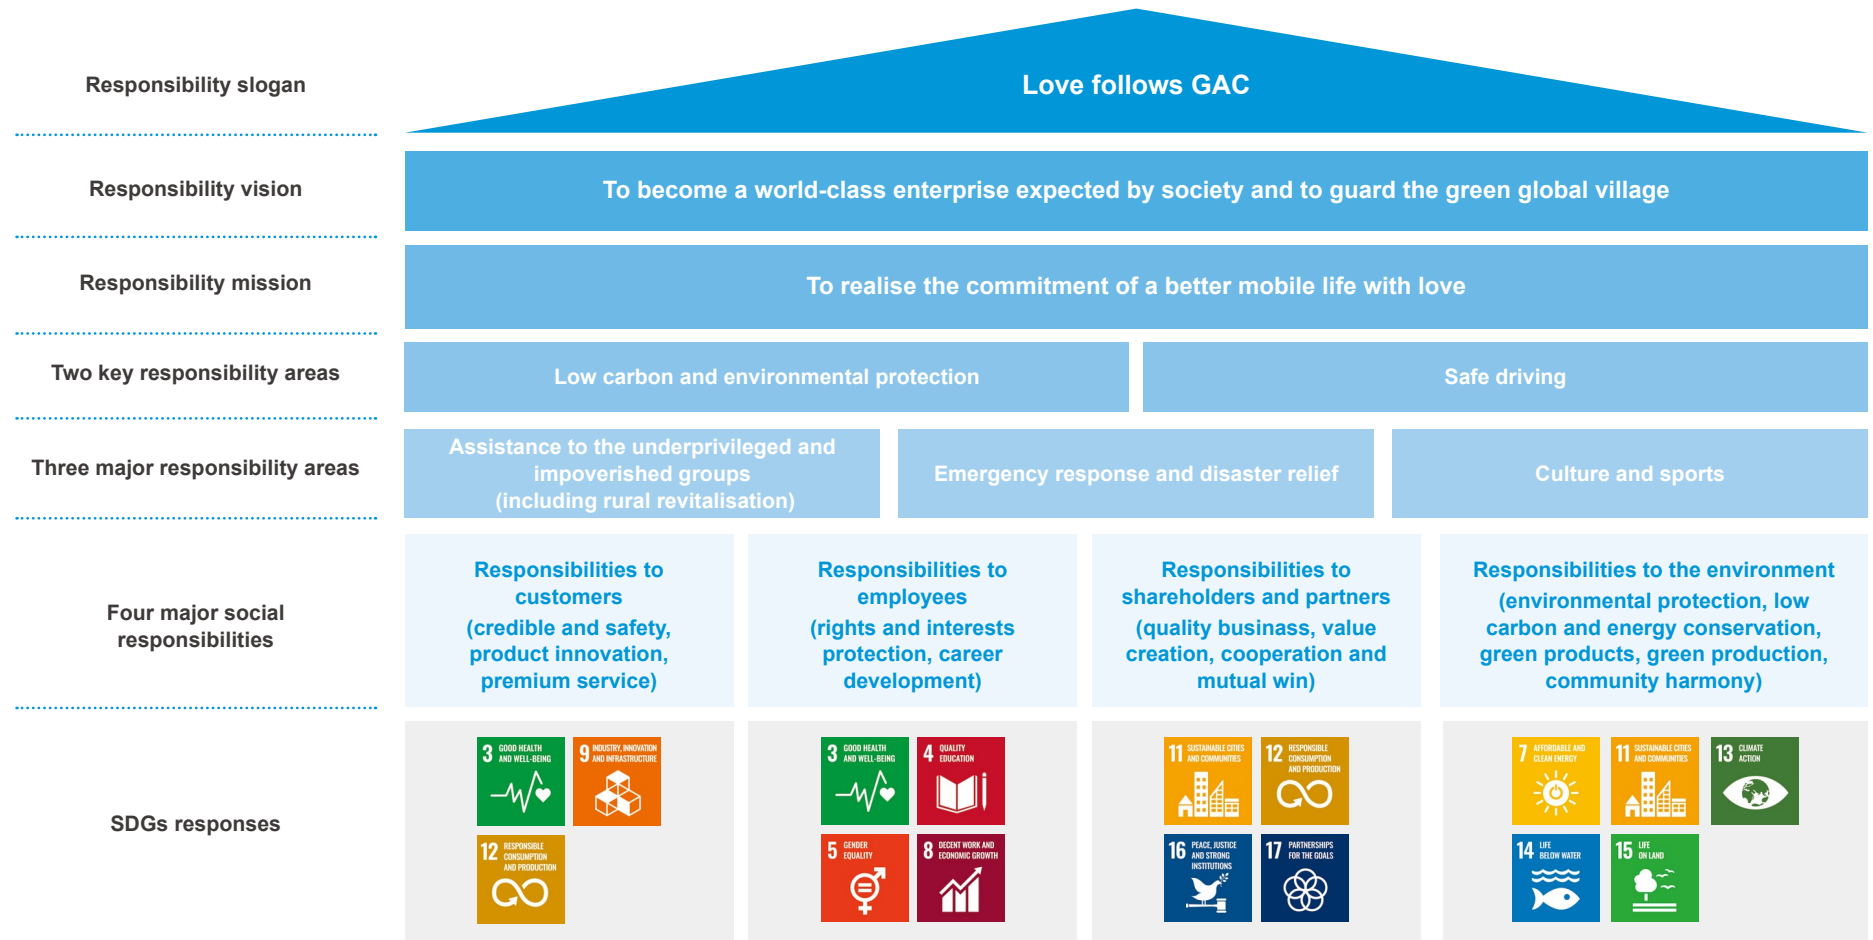 Responsibility slogan
Love follows GAC
Responsibility vision
To become a world-class enterprise expected by society and to guard the green global village
Responsibility mission
To realise the commitment of a better mobile life with love
Two key responsibility areas
Low carbon and environmental protection
Safe driving
Three major responsibility areas
Assistance to the underprivileged and
impoverished groups
(including rural revitalisation)
Emergency response and disaster relief
Culture and sports
Four major social
responsibilities
Responsibilities to
customers
(credible and safety,
product innovation,
premium service)
Responsibilities to
employees
(rights and interests
protection, career
development)
Responsibilities to
shareholders and partners
(quality businass, value
creation, cooperation and
mutual win)
Responsibilities to the environment
(environmental protection, low
carbon and energy conservation,
green products, green production,
community harmony)
SDGs responses
3 GOOD HEALTH
AND WELL-BEING
9 INDUSTRY, INNOVATION
AND INFRASTRUCTURE
12 RESPONSIBLE
CONSUMPTION
AND PRODUCTION
3 GOOD HEALTH
AND WELL-BEING
4 QUALITY
EDUCATION
5 GENDER
EQUALITY
8 DECENT WORK AND
ECONOMIC GROWTH
11 SUSTAINABLE CITIES
AND COMMUNITIES
12 RESPONSIBLE
CONSUMPTION
AND PRODUCTION
16 PEACE, JUSTICE
AND STRONG
INSTITUTIONS
17 PARTNERSHIPS
FOR THE GOALS
7 AFFORDABLE AND
CLEAN ENERGY
11 SUSTAINABLE CITIES
AND COMMUNITIES
13 CLIMATE
ACTION
14 LIFE
BELOW WATER
15 LIFE
ON LAND